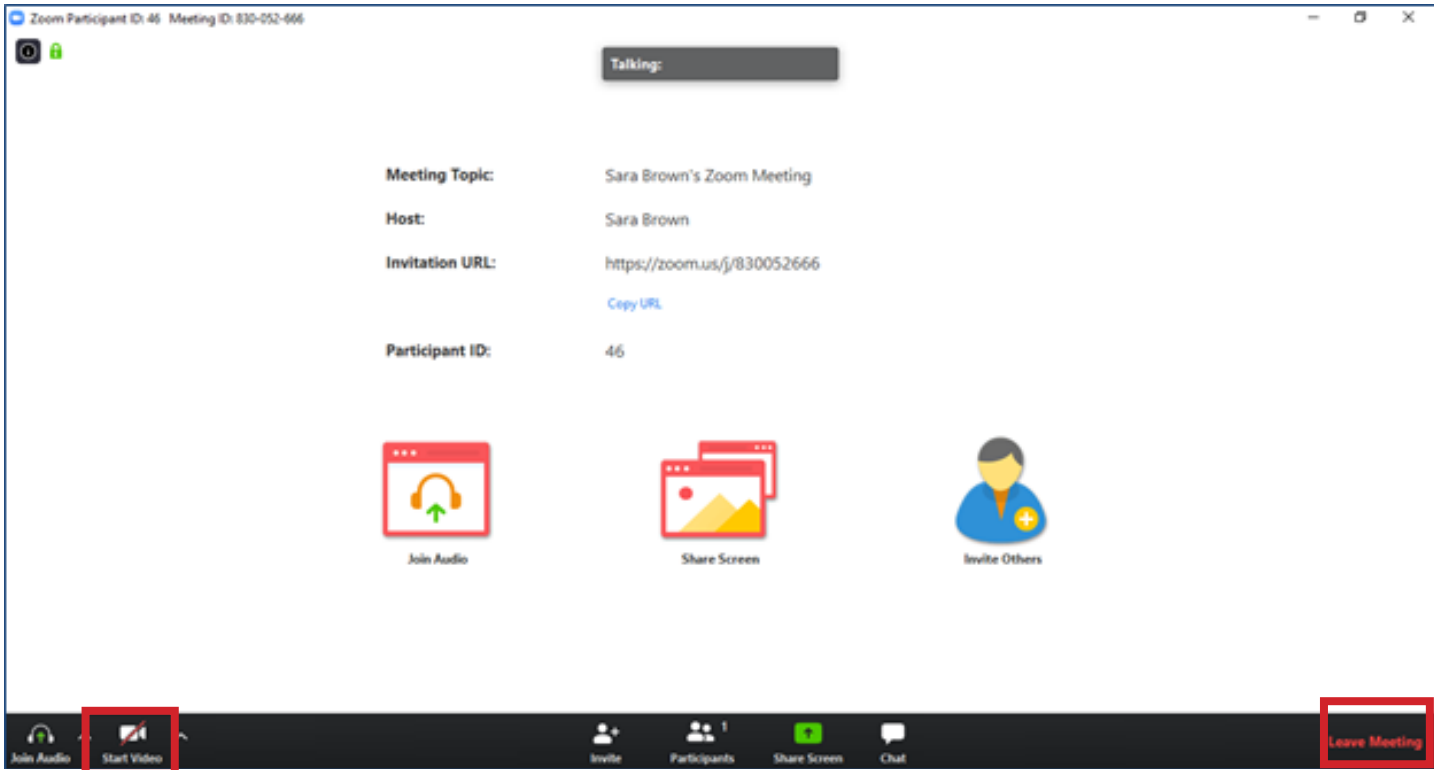 Zoom Participant ID: 46 Meeting ID: 830-052-666
Talking:
Meeting Topic: Sara Brown's Zoom Meeting
Host: Sara Brown
Invitation URL: https://zoom.us/j/830052666
Copy URL
Participant ID: 46
Join Audio Share Screen Invite Others
1
Join Audio Start Video Invite Participants Share Screen Chat Leave Meeting